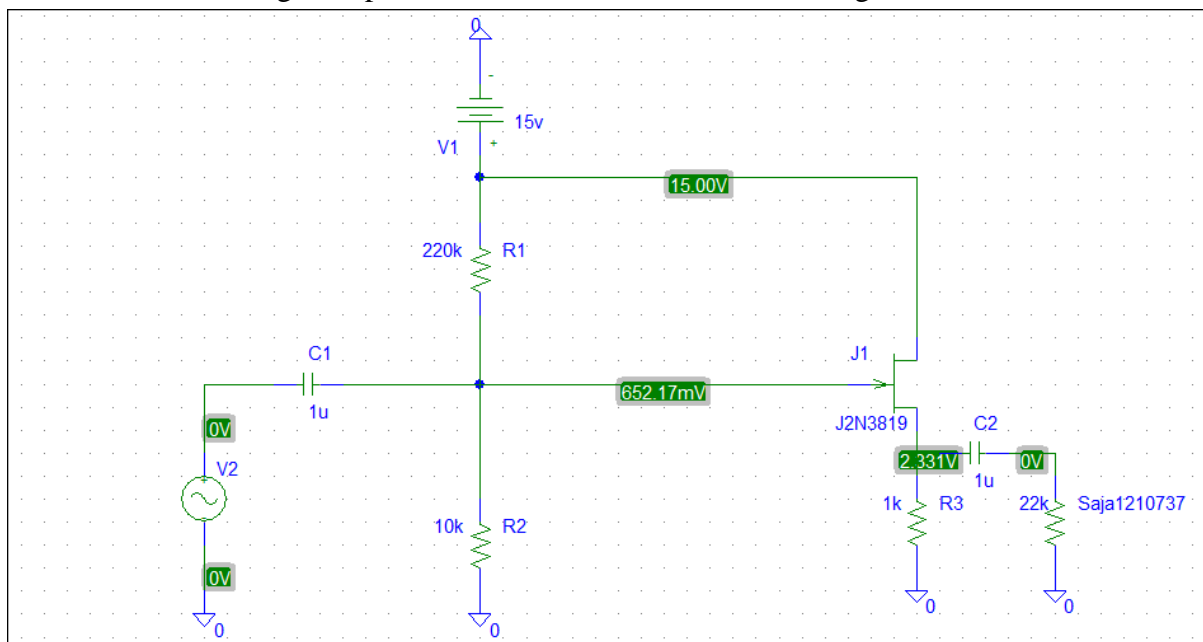 0
-
15v
V1
+
15.00V
220k
R1
C1
J1
1u
652.17mV
J2N3819
C2
0V
V2
2.331V
0V
1u
10k
R2
1k
R3
22k
Saja1210737
0V
0
0
0
0